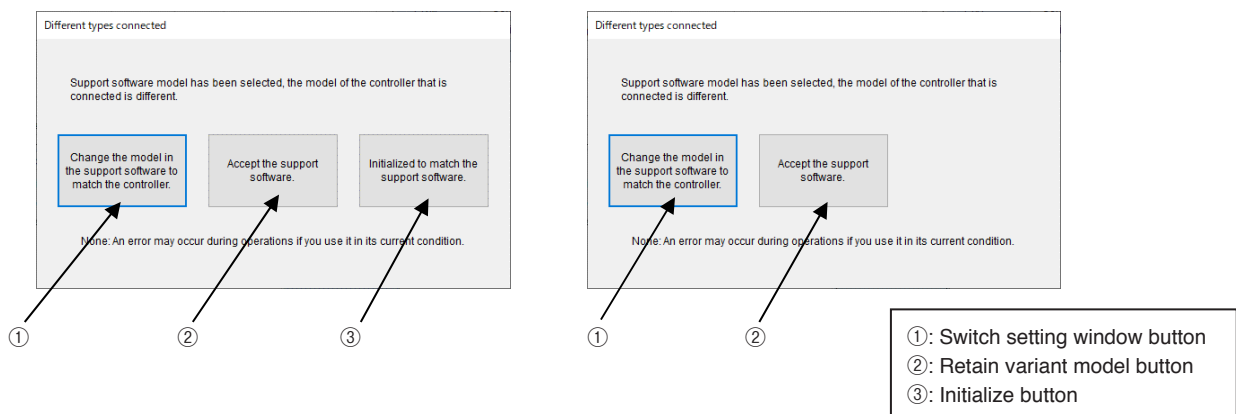 Different types connected
Support software model has been selected, the model of the controller that is
connected is different.
Change the model in
the support software to
match the controller.
Accept the support
software.
Initialized to match the
support software.
None: An error may occur during operations if you use it in its current condition.
①
②
③
Different types connected
Support software model has been selected, the model of the controller that is
connected is different.
Change the model in
the support software to
match the controller.
Accept the support
software.
None: An error may occur during operations if you use it in its current condition.
①
②
①: Switch setting window button
②: Retain variant model button
③: Initialize button